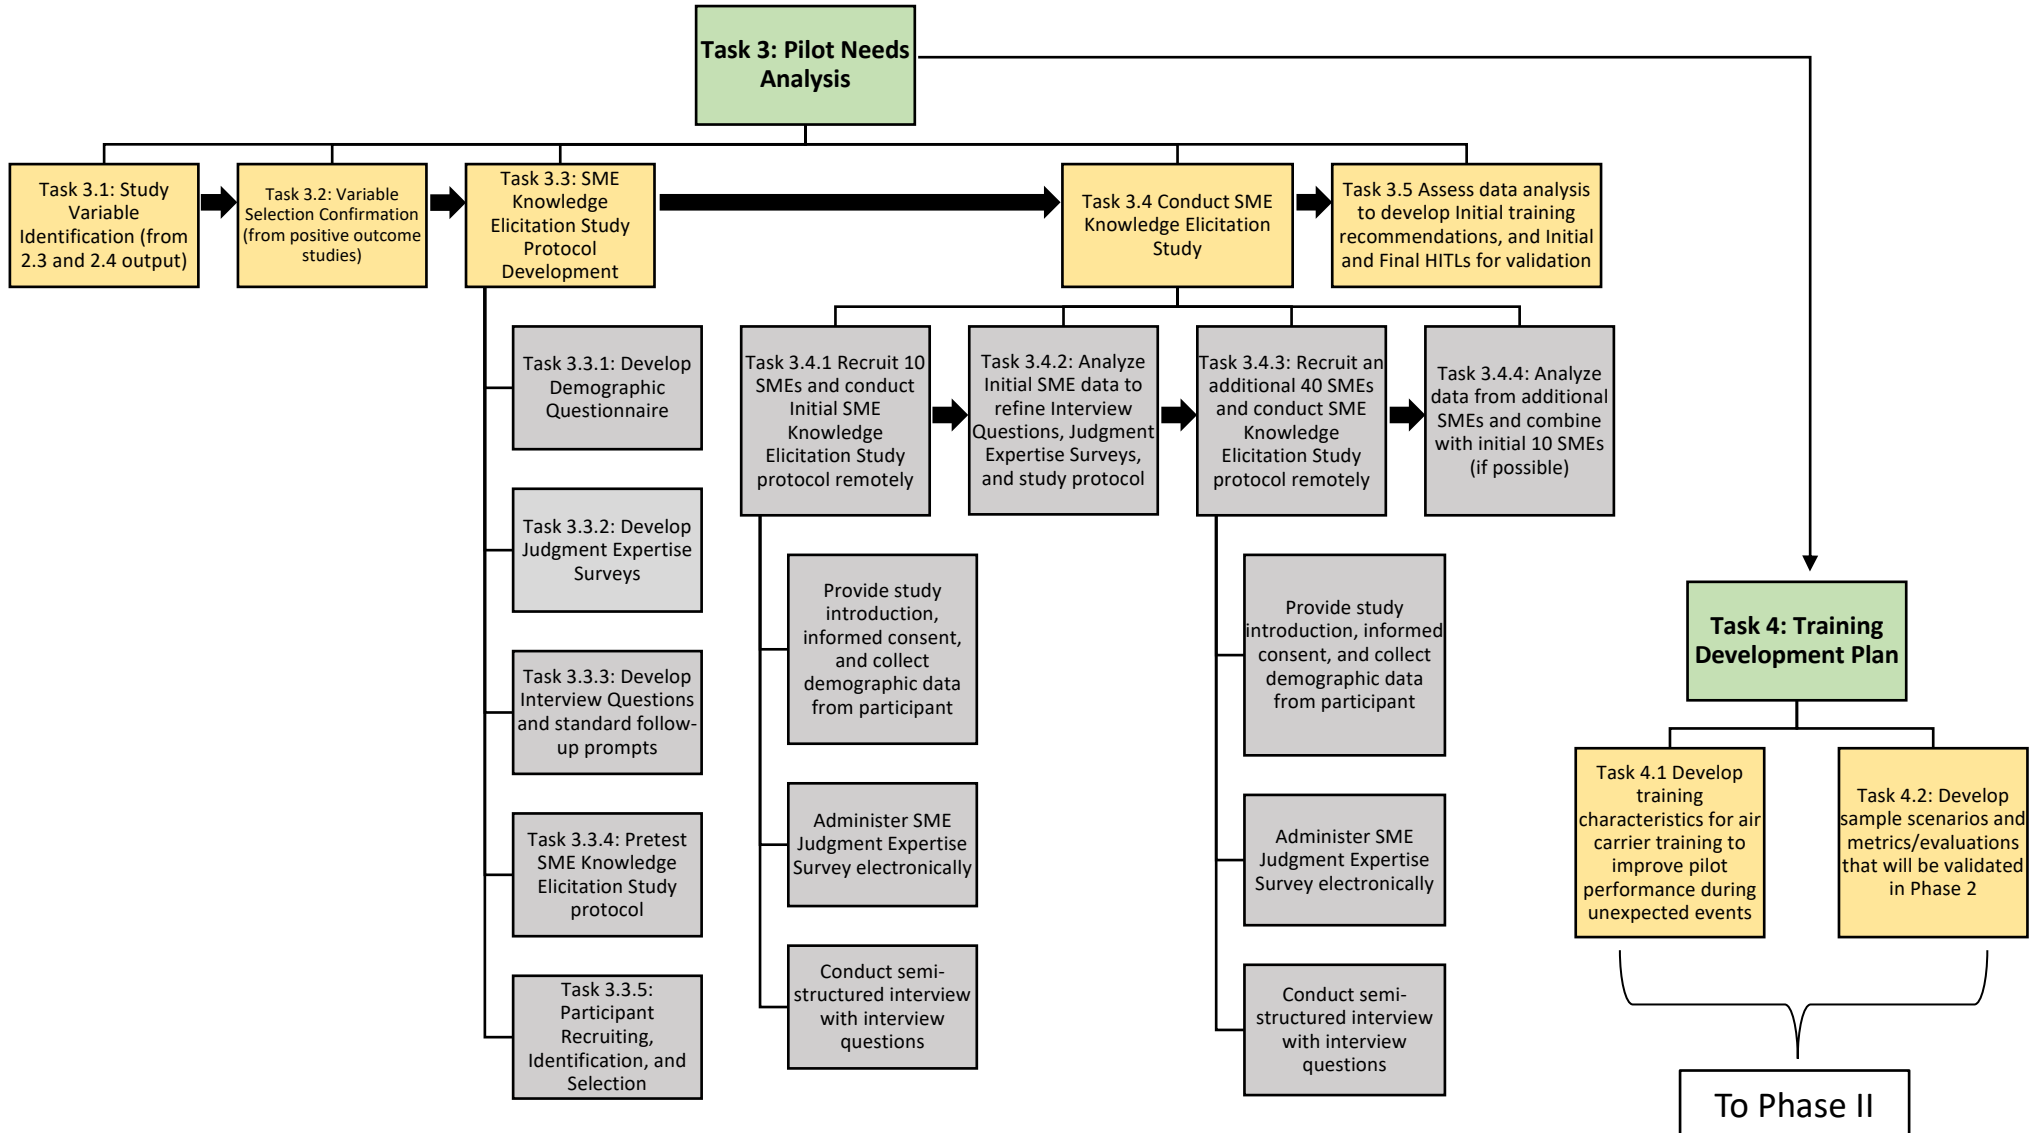 Task 3: Pilot Needs
Analysis
Task 3.1: Study
Variable
Identification (from
2.3 and 2.4 output)
Task 3.2: Variable
Selection Confirmation
(from positive outcome
studies)
Task 3.3: SME
Knowledge
Elicitation Study
Protocol
Development
Task 3.4 Conduct SME
Knowledge Elicitation
Study
Task 3.5 Assess data analysis
to develop Initial training
recommendations, and Initial
and Final HITLs for validation
Task 3.3.1: Develop
Demographic
Questionnaire
Task 3.3.2: Develop
Judgment Expertise
Surveys
Task 3.3.3: Develop
Interview Questions
and standard follow-
up prompts
Task 3.3.4: Pretest
SME Knowledge
Elicitation Study
protocol
Task 3.3.5:
Participant
Recruiting,
Identification, and
Selection
Task 3.4.1 Recruit 10
SMEs and conduct
Initial SME
Knowledge
Elicitation Study
protocol remotely
Provide study
introduction,
informed consent,
and collect
demographic data
from participant
Administer SME
Judgment Expertise
Survey electronically
Conduct semi-
structured interview
with interview
questions
Task 3.4.2: Analyze
Initial SME data to
refine Interview
Questions, Judgment
Expertise Surveys,
and study protocol
Task 3.4.3: Recruit an
additional 40 SMEs
and conduct SME
Knowledge
Elicitation Study
protocol remotely
Provide study
introduction, informed
consent, and collect
demographic data
from participant
Administer SME
Judgment Expertise
Survey electronically
Conduct semi-
structured interview
with interview
questions
Task 3.4.4: Analyze
data from additional
SMEs and combine
with initial 10 SMEs
(if possible)
Task 4: Training
Development Plan
Task 4.1 Develop
training
characteristics for air
carrier training to
improve pilot
performance during
unexpected events
Task 4.2: Develop
sample scenarios and
metrics/evaluations
that will be validated
in Phase 2
To Phase II